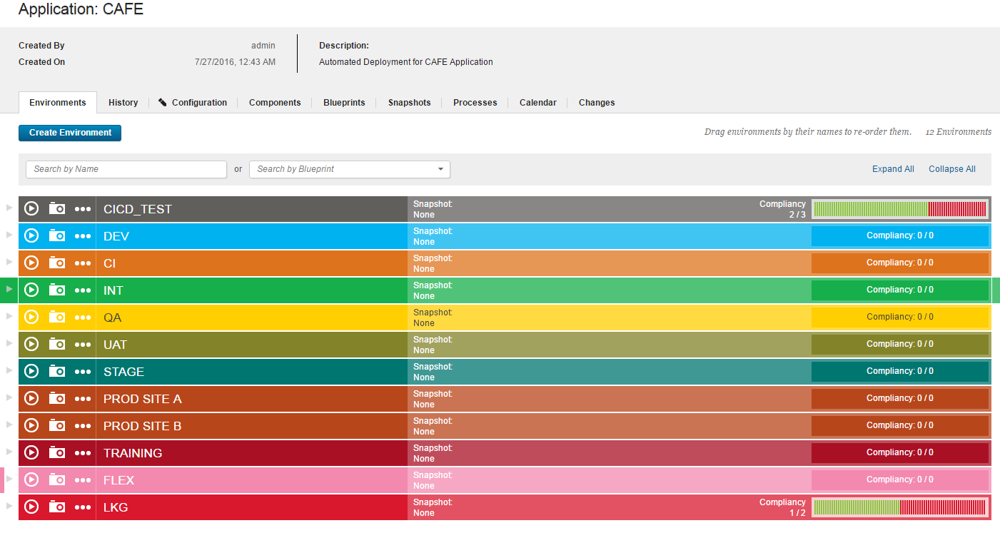 Application: CAFE
Created By admin
Created On 7/27/2016, 12:43 AM
Description:
Automated Deployment for CAFE Application
Environments History Configuration Components Blueprints Snapshots Processes Calendar Changes
Create Environment Drag environments by their names to re-order them. 12 Environments
Search by Name or Search by Blueprint Expand All Collapse All
CICD_TEST
Snapshot:
None
Compliancy
2 / 3
DEV
Snapshot:
None
Compliancy: 0 / 0
CI
Snapshot:
None
Compliancy: 0 / 0
INT
Snapshot:
None
Compliancy: 0 / 0
QA
Snapshot:
None
Compliancy: 0 / 0
UAT
Snapshot:
None
Compliancy: 0 / 0
STAGE
Snapshot:
None
Compliancy: 0 / 0
PROD SITE A
Snapshot:
None
Compliancy: 0 / 0
PROD SITE B
Snapshot:
None
Compliancy: 0 / 0
TRAINING
Snapshot:
None
Compliancy: 0 / 0
FLEX
Snapshot:
None
Compliancy: 0 / 0
LKG
Snapshot:
None
Compliancy
1 / 2